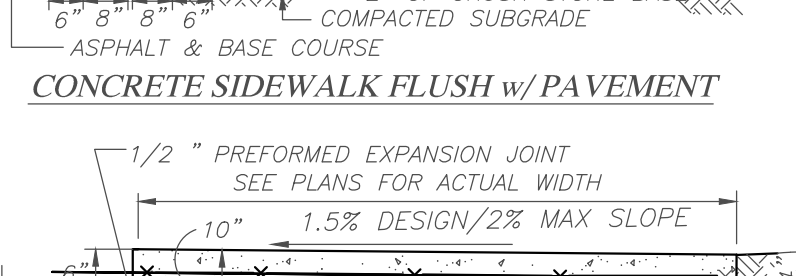 6" 8" 8" 6"
COMPACTED SUBGRADE
ASPHALT & BASE COURSE
CONCRETE SIDEWALK FLUSH w/ PAVEMENT
1/2 " PREFORMED EXPANSION JOINT
SEE PLANS FOR ACTUAL WIDTH
10"
1.5% DESIGN/2% MAX SLOPE
6"